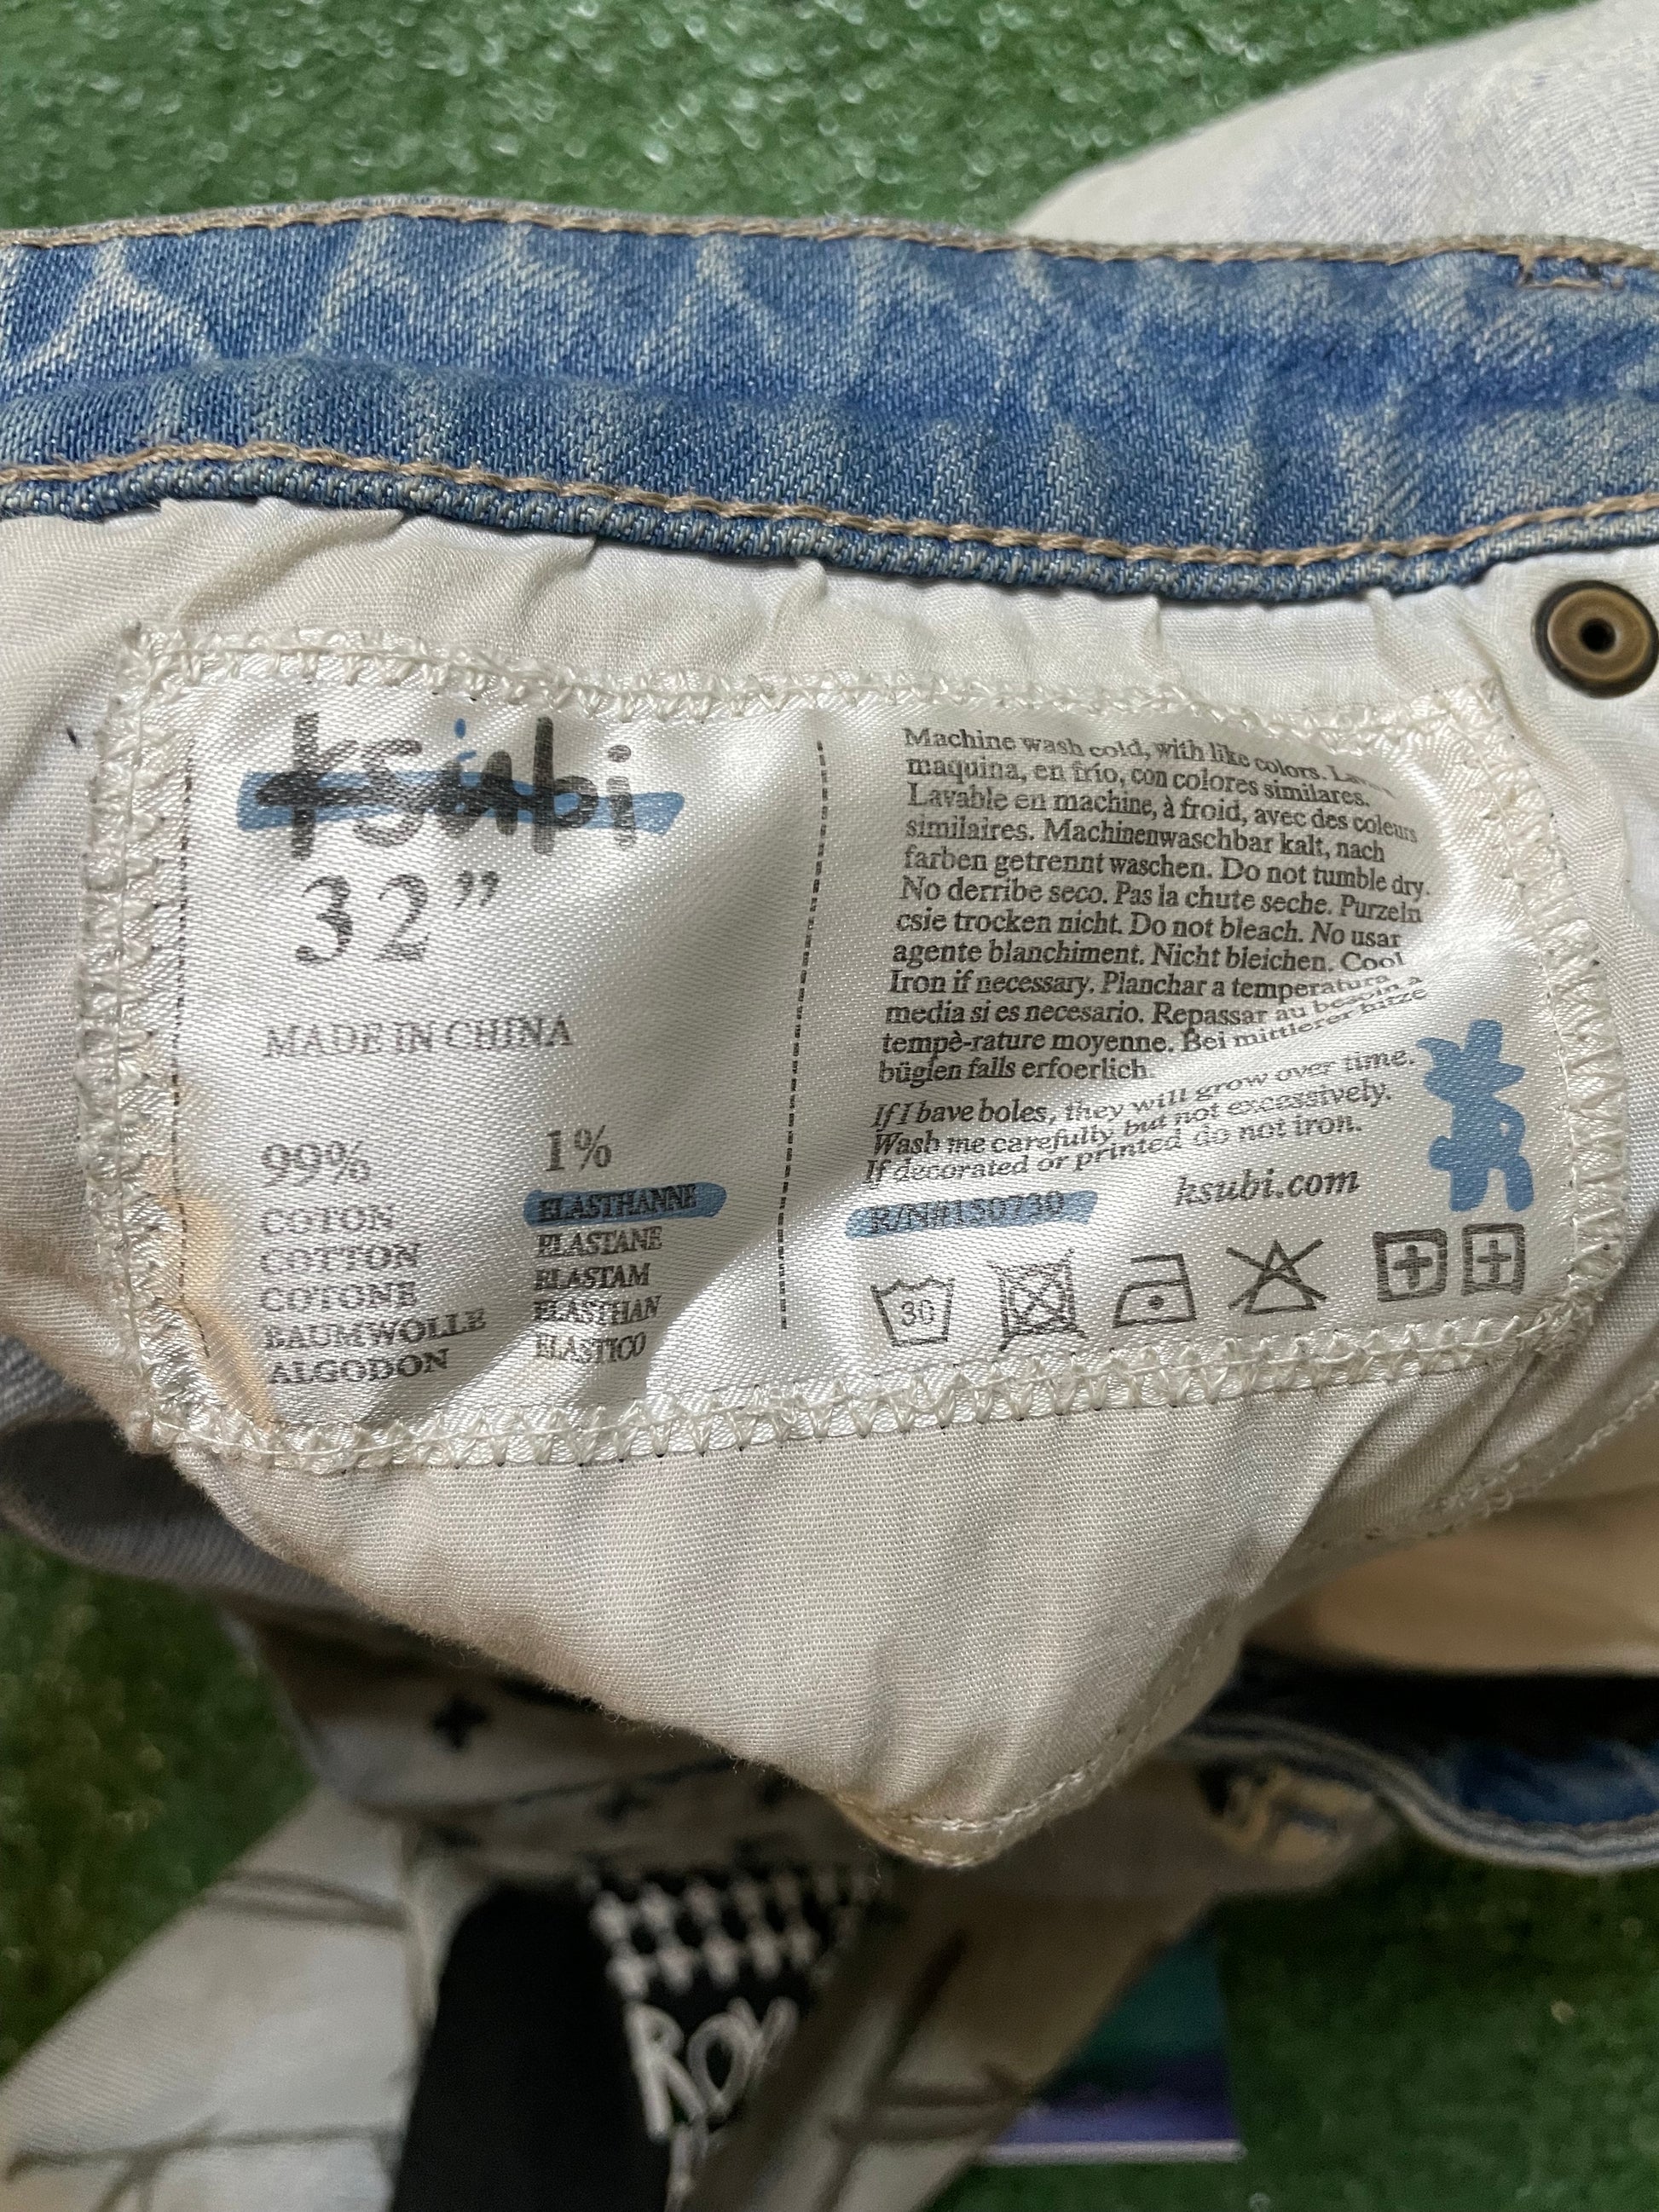 ksubi
32”
MADE IN CHINA
99%
COTON
COTTON
COTONE
BAUMWOLLE
ALGODON
1%
ELASTHANNE
ELASTANE
ELASTAM
ELASTHAN
ELASTICO
Machine wash cold, with like colors.
maquina, en frío, con colores similares.
Lavable en machine, à froid, avec des coleurs
similaires. Machinenwaschbar kalt, nach
farben getrennt waschen. Do not tumble dry.
No derribe seco. Pas la chute seche. Purzeln
csie trocken nicht. Do not bleach. No usar
agente blanchiment. Nicht bleichen. Cool
Iron if necessary. Planchar a temperatura
media si es necesario. Repassar au besoin a
tempè-rature moyenne. Bei mittlerer hitze
büglen falls erfoerlich.
If I have holes, they will grow over time.
Wash me carefully, but not excessively.
If decorated or printed do not iron.
R/N#150730
ksubi.com
30
ROY